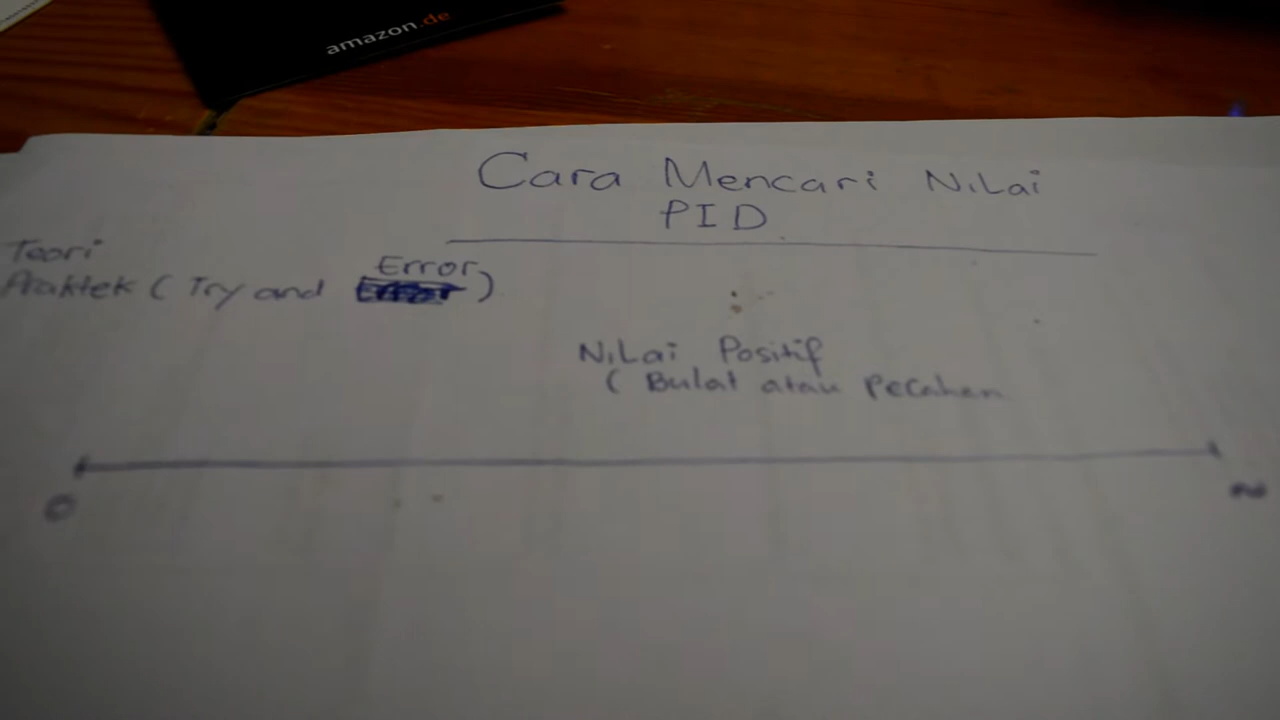 amazon.de
Cara Mencari Nilai
PID
Teori
Praktek ( Try and Error )
Nilai Positif
( Bulat atau Pecahan
0 ∞